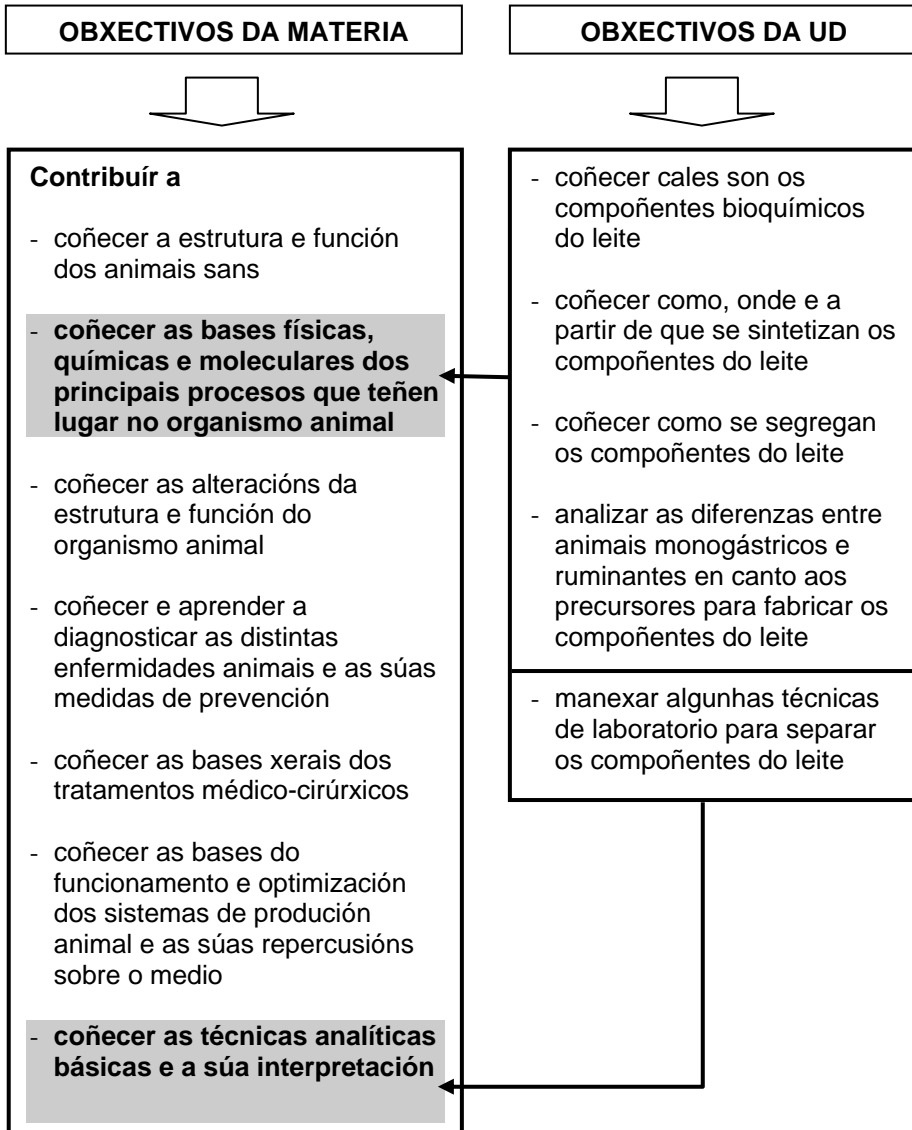 OBXECTIVOS DA MATERIA
Contribuír a
- coñecer a estrutura e función
dos animais sans
- coñecer as bases físicas,
químicas e moleculares dos
principais procesos que teñen
lugar no organismo animal
- coñecer as alteracións da
estrutura e función do
organismo animal
- coñecer e aprender a
diagnosticar as distintas
enfermidades animais e as súas
medidas de prevención
- coñecer as bases xerais dos
tratamentos médico-cirúrxicos
- coñecer as bases do
funcionamento e optimización
dos sistemas de produción
animal e as súas repercusións
sobre o medio
- coñecer as técnicas analíticas
básicas e a súa interpretación
OBXECTIVOS DA UD
- coñecer cales son os
compoñentes bioquímicos
do leite
- coñecer como, onde e a
partir de que se sintetizan os
compoñentes do leite
- coñecer como se segregan
os compoñentes do leite
- analizar as diferenzas entre
animais monogástricos e
ruminantes en canto aos
precursores para fabricar os
compoñentes do leite
- manexar algunhas técnicas
de laboratorio para separar
os compoñentes do leite